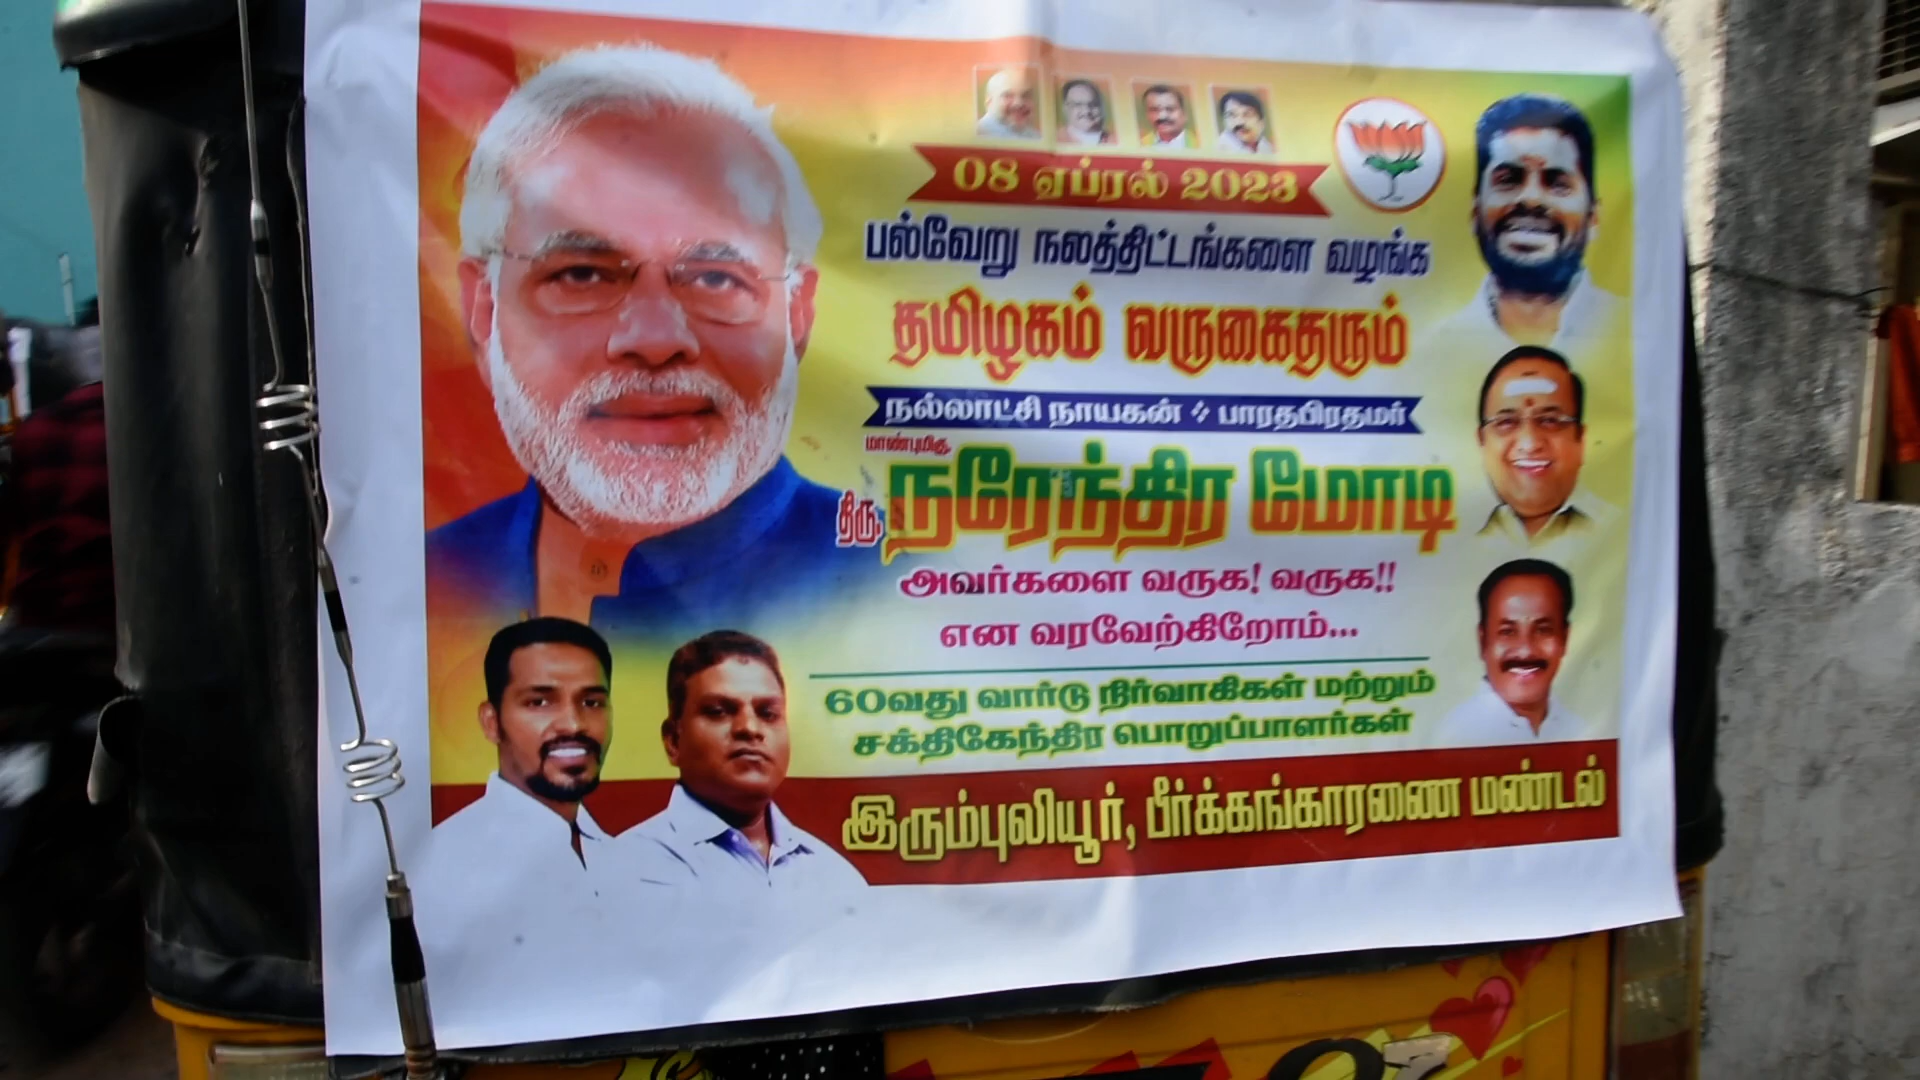 08 ஏப்ரல் 2023
பல்வேறு நலத்திட்டங்களை வழங்க
தமிழகம் வருகைதரும்
நல்லாட்சி நாயகன் பாரதபிரதமர்
மாண்புமிகு.
திரு. நரேந்திர மோடி
அவர்களை வருக! வருக!!
என வரவேற்கிறோம்...
60வது வார்டு நிர்வாகிகள் மற்றும்
சக்திகேந்திர பொறுப்பாளர்கள்
இரும்புலியூர், பீர்க்கங்காரணை மண்டல்